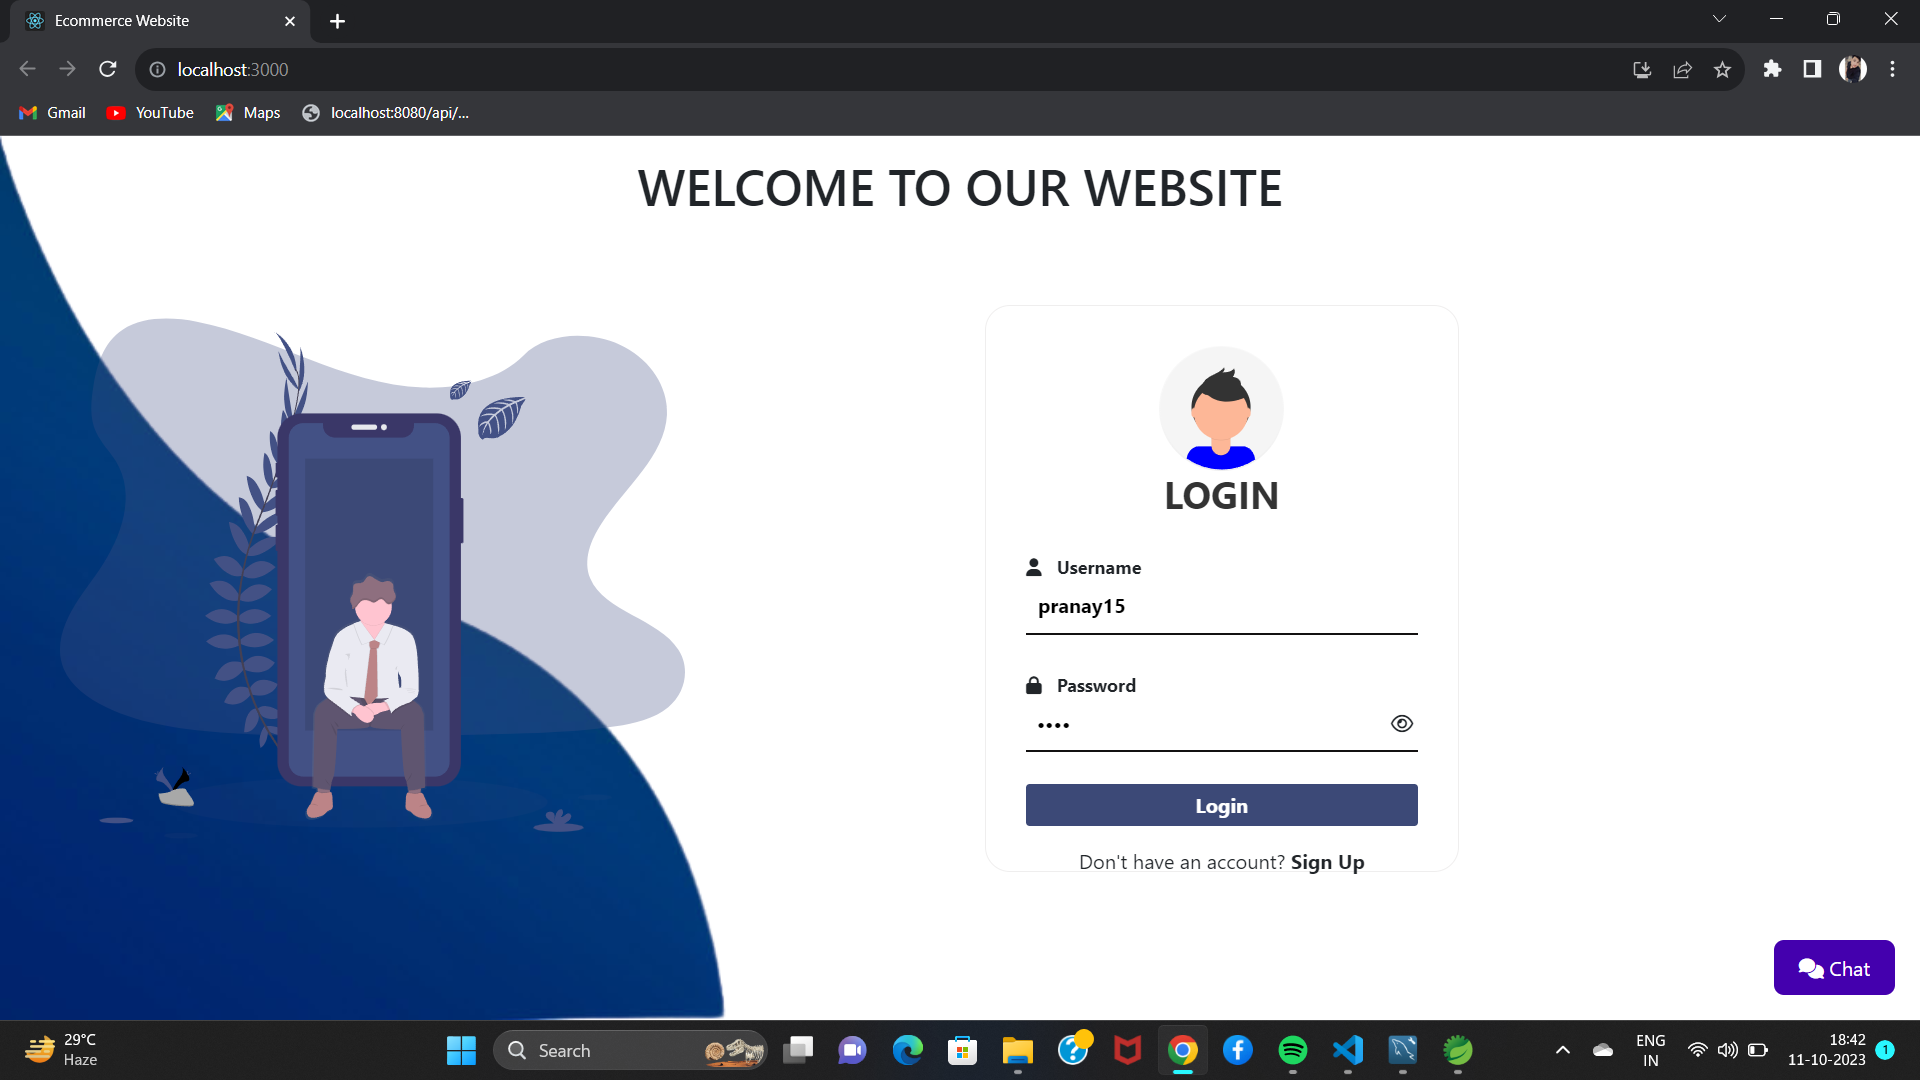 Ecommerce Website
localhost:3000
Gmail
YouTube
Maps
localhost:8080/api/...
WELCOME TO OUR WEBSITE
LOGIN
Username
pranay15
Password
••••
Login
Don't have an account? Sign Up
Chat
29°C
Haze
Search
ENG
IN
18:42
11-10-2023
1